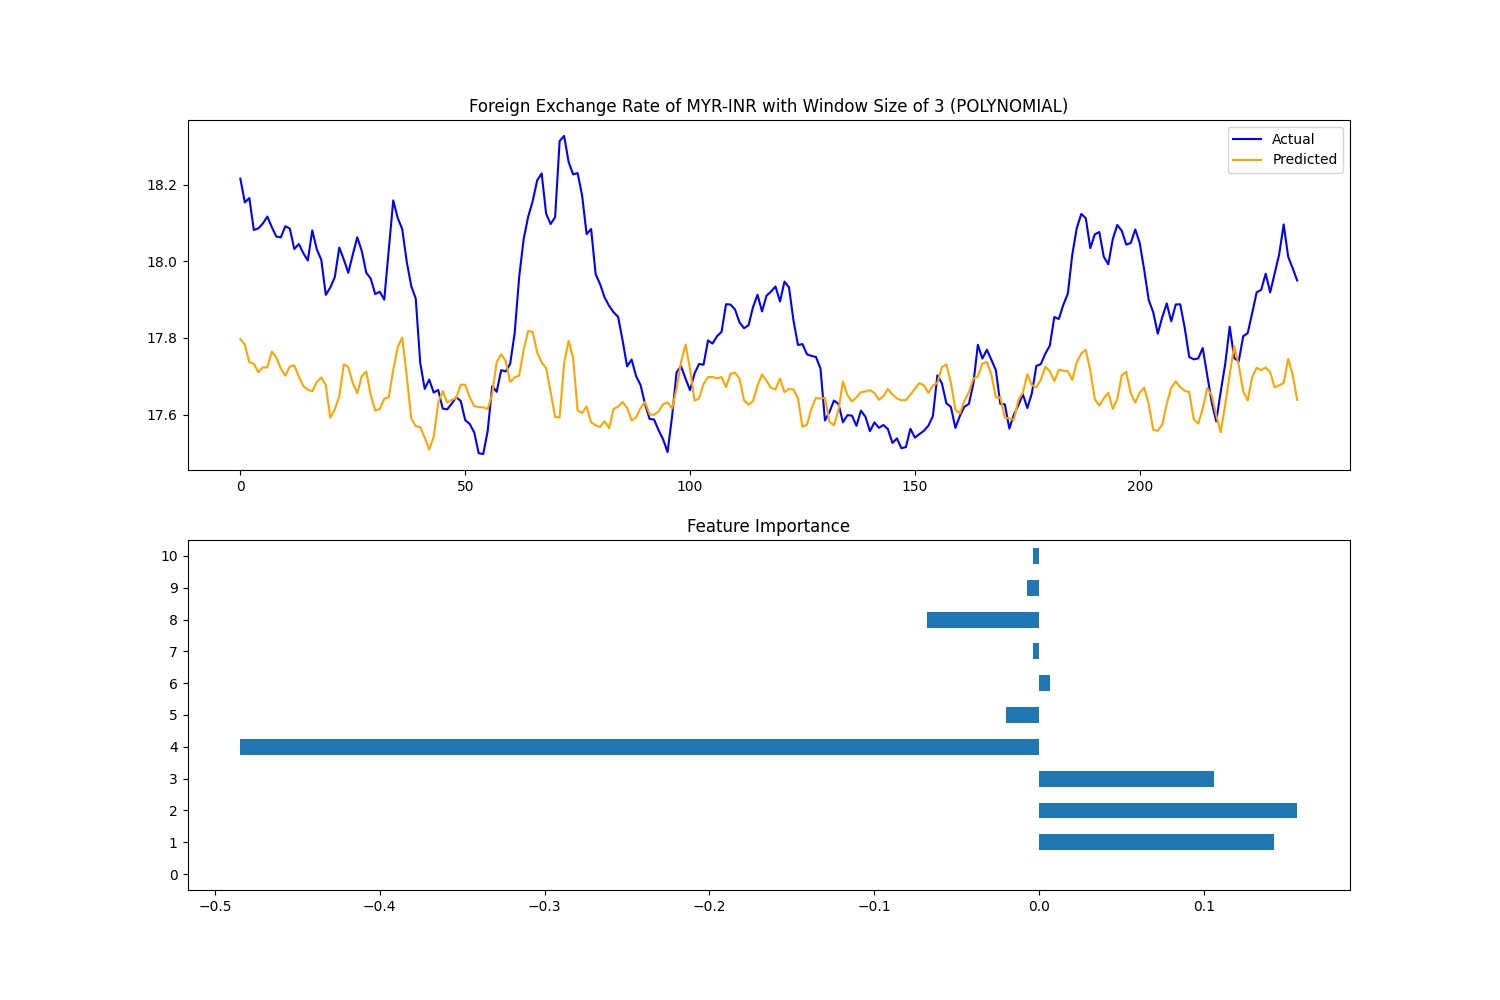 Foreign Exchange Rate of MYR-INR with Window Size of 3 (POLYNOMIAL)
Actual
Predicted
18.2
18.0
17.8
17.6
0 50 100 150 200
Feature Importance
10
9
8
7
6
5
4
3
2
1
0
−0.5 −0.4 −0.3 −0.2 −0.1 0.0 0.1